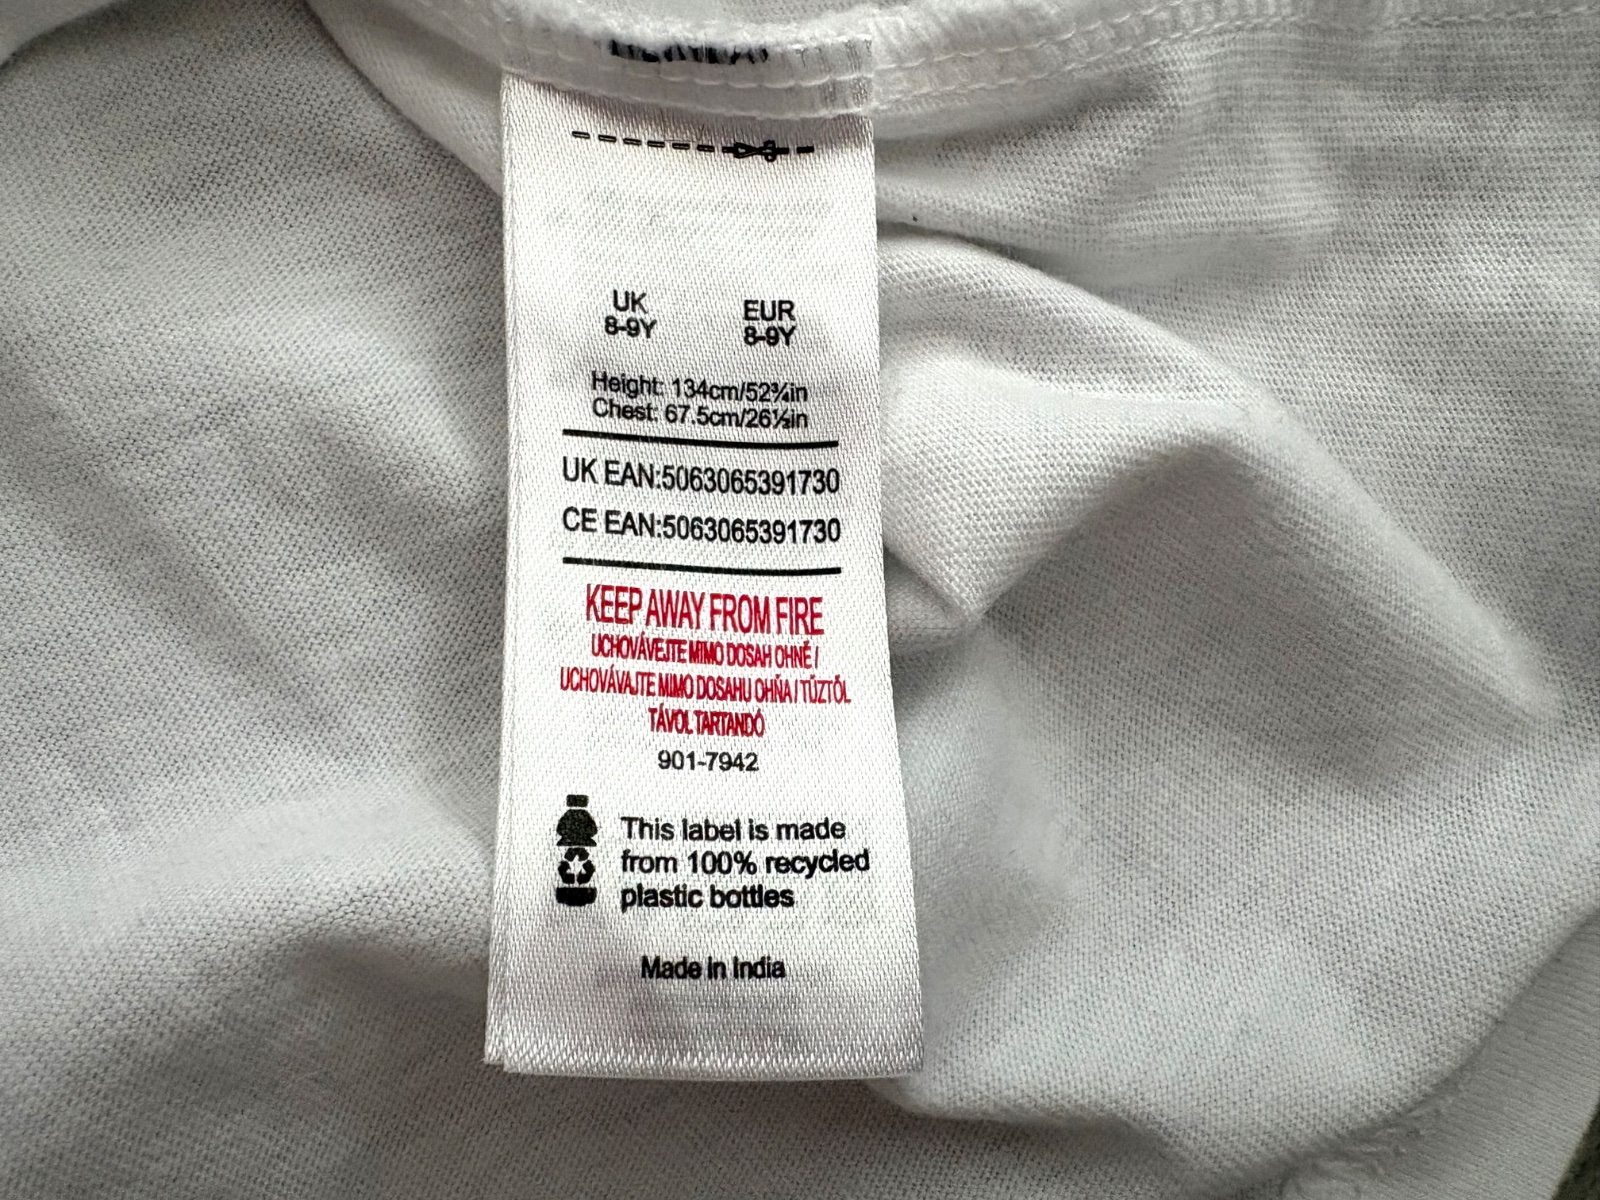 UK EUR
8-9Y 8-9Y
Height: 134cm/52¾in
Chest: 67.5cm/26½in
UK EAN:5063065391730
CE EAN:5063065391730
KEEP AWAY FROM FIRE
UCHOVÁVEJTE MIMO DOSAH OHNĚ /
UCHOVÁVAJTE MIMO DOSAHU OHŇA / TŰZTŐL
TÁVOL TARTANDÓ
901-7942
This label is made
from 100% recycled
plastic bottles
Made in India